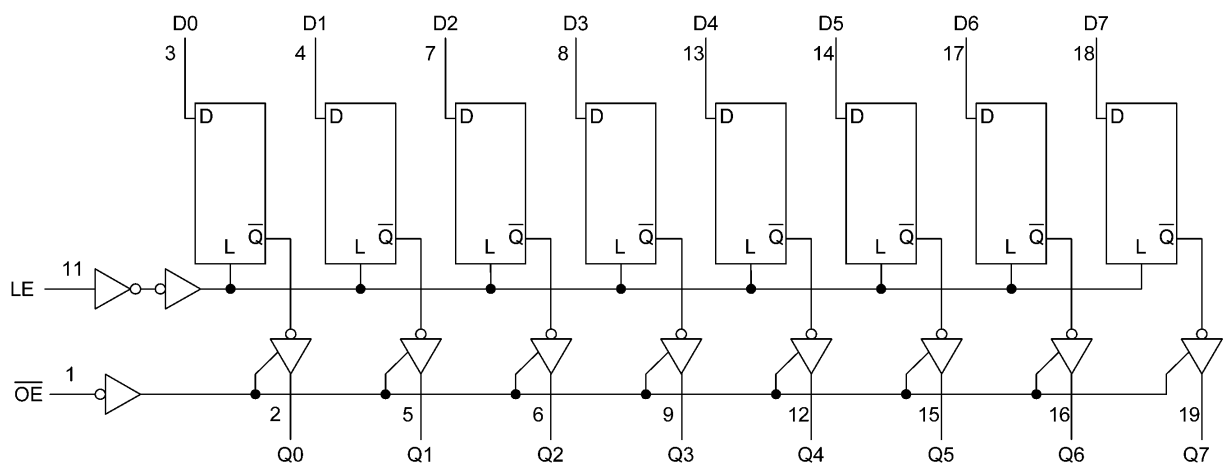 D0 D1 D2 D3 D4 D5 D6 D7
3 4 7 8 13 14 17 18
D D D D D D D D
Q̅ Q̅ Q̅ Q̅ Q̅ Q̅ Q̅ Q̅
L L L L L L L L
11
LE
1
O̅E̅
2 5 6 9 12 15 16 19
Q0 Q1 Q2 Q3 Q4 Q5 Q6 Q7